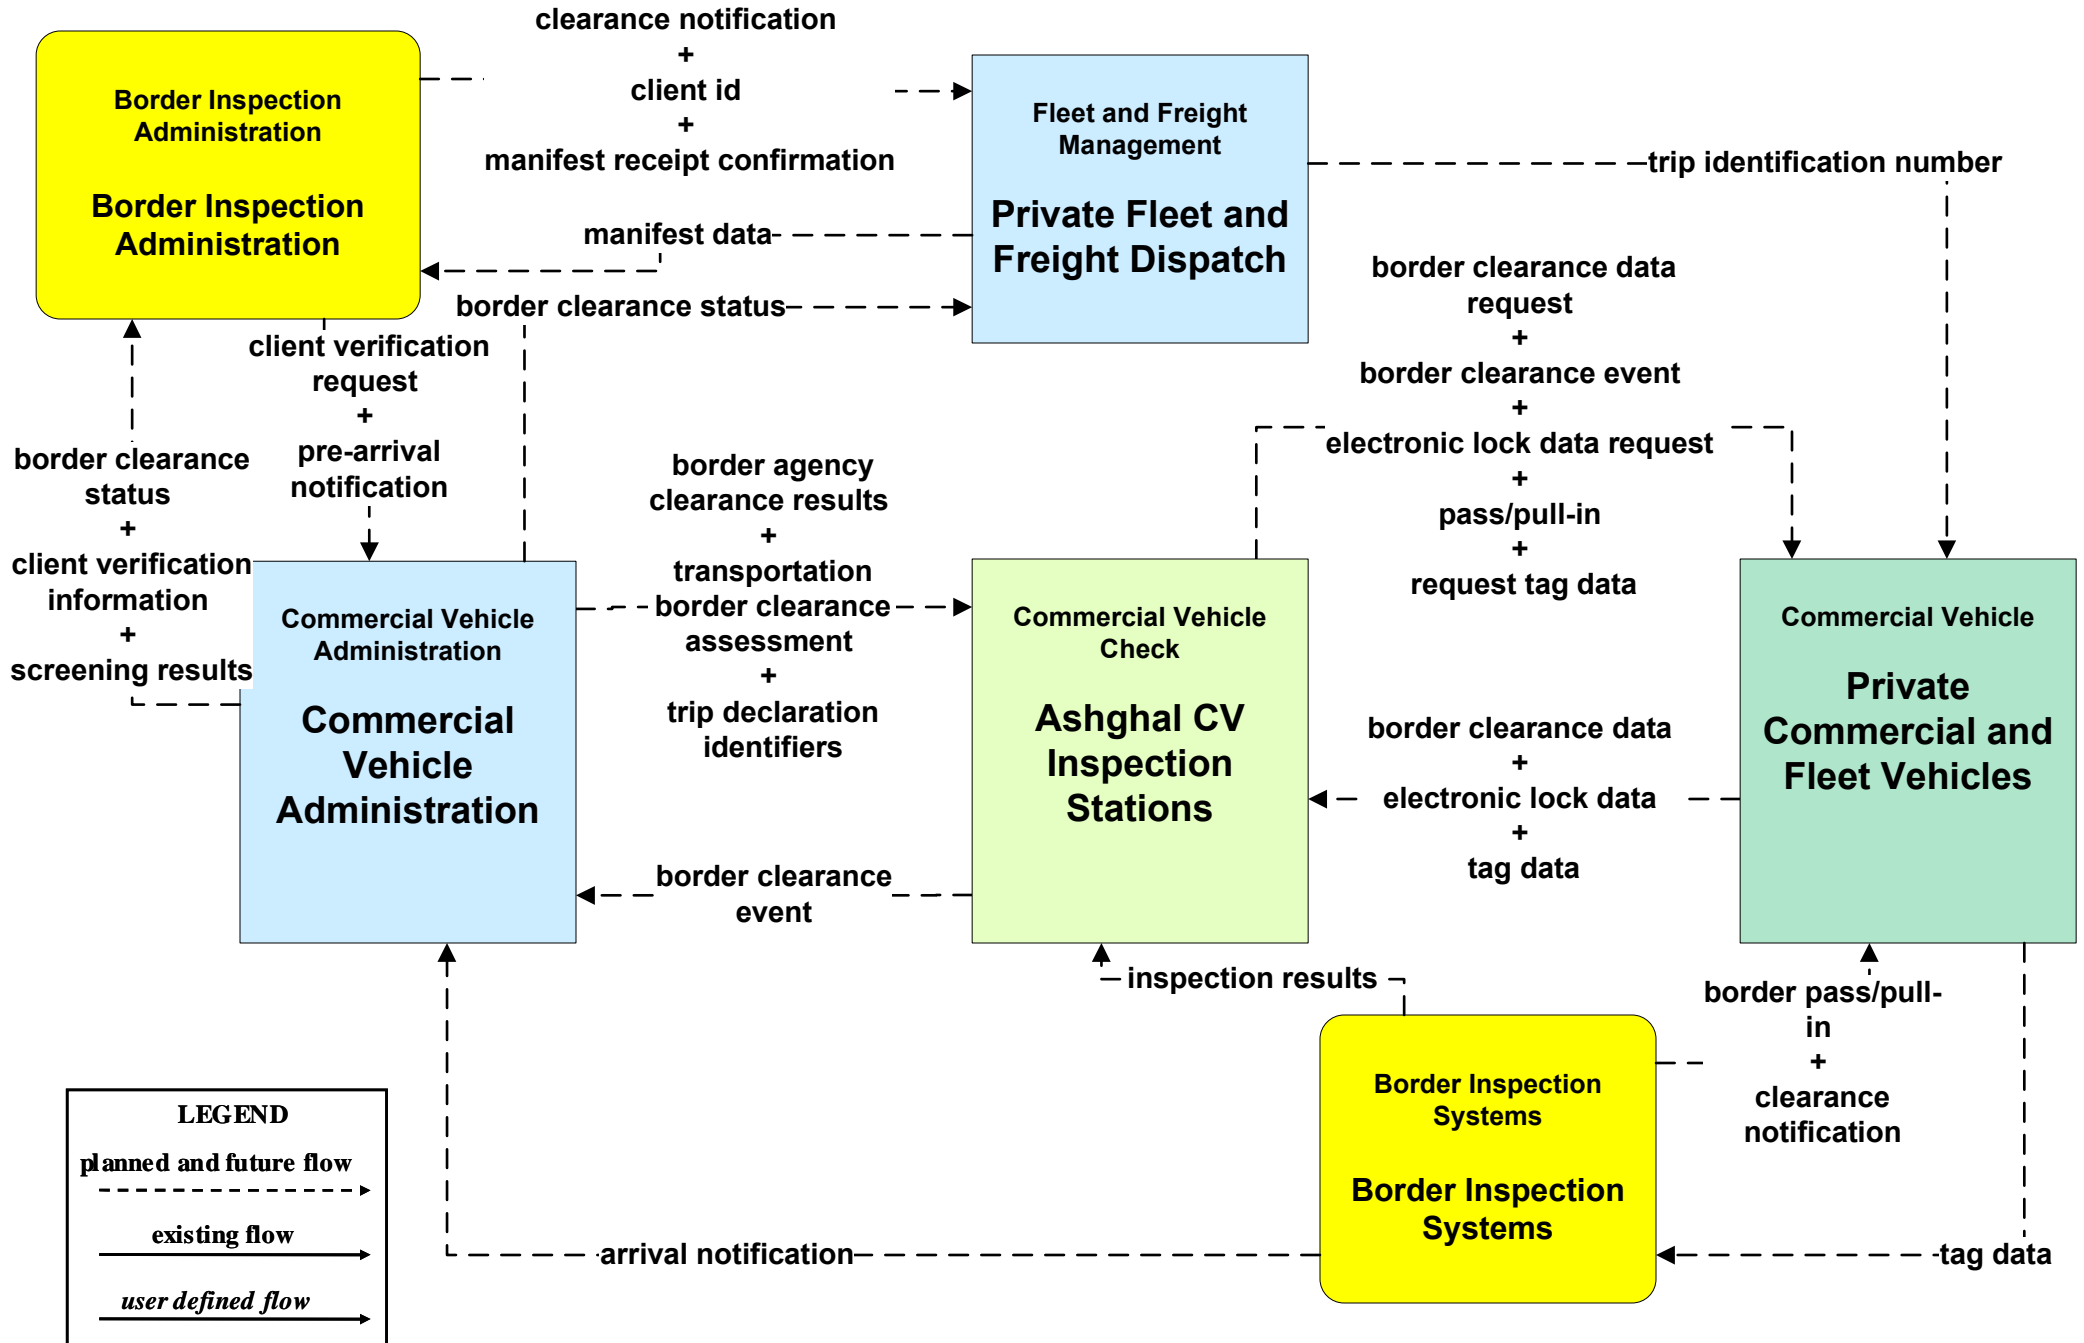 clearance notification
+
client id
+
manifest receipt confirmation
Border Inspection
Administration
Border Inspection
Administration
Fleet and Freight
Management
Private Fleet and
Freight Dispatch
trip identification number
manifest data
border clearance status
border clearance data
request
+
border clearance event
+
electronic lock data request
+
pass/pull-in
+
request tag data
client verification
request
+
pre-arrival
notification
border clearance
status
+
client verification
information
+
screening results
border agency
clearance results
+
transportation
border clearance
assessment
+
trip declaration
identifiers
Commercial Vehicle
Administration
Commercial
Vehicle
Administration
Commercial Vehicle
Check
Ashghal CV
Inspection
Stations
Commercial Vehicle
Private
Commercial and
Fleet Vehicles
border clearance data
+
electronic lock data
+
tag data
border clearance
event
inspection results
border pass/pull-
in
+
clearance
notification
Border Inspection
Systems
Border Inspection
Systems
arrival notification
tag data
LEGEND
planned and future flow
existing flow
user defined flow